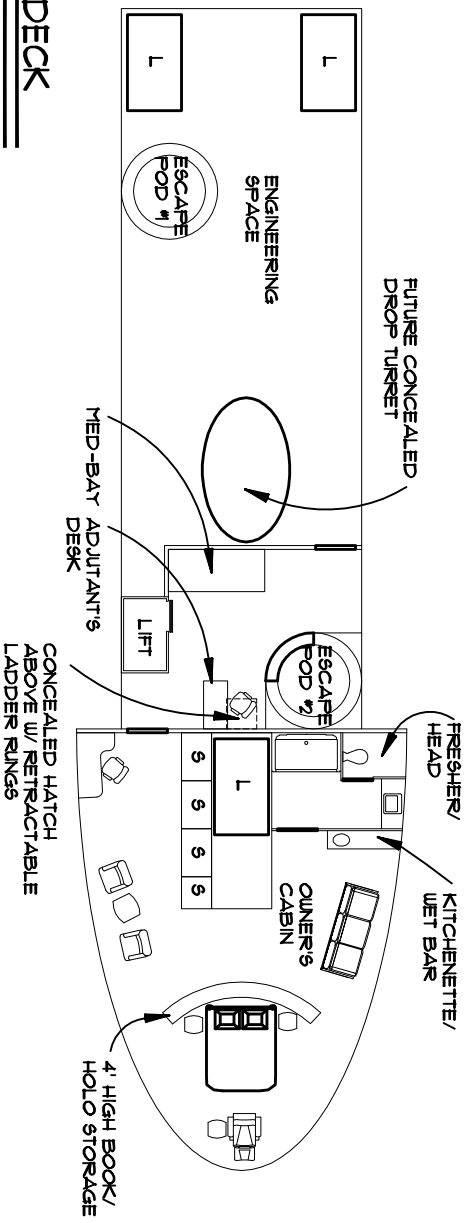 DECK
L
L
ESCAPE
POD #1
ENGINEERING
SPACE
FUTURE CONCEALED
DROP TURRET
MED-BAY
ADJUTANT'S
DESK
LIFT
CONCEALED HATCH
ABOVE W/ RETRACTABLE
LADDER RUNGS
ESCAPE
POD #2
FRESHER/
HEAD
KITCHENETTE/
WET BAR
S
S
S
S
L
OWNER'S
CABIN
4' HIGH BOOK/
HOLO STORAGE